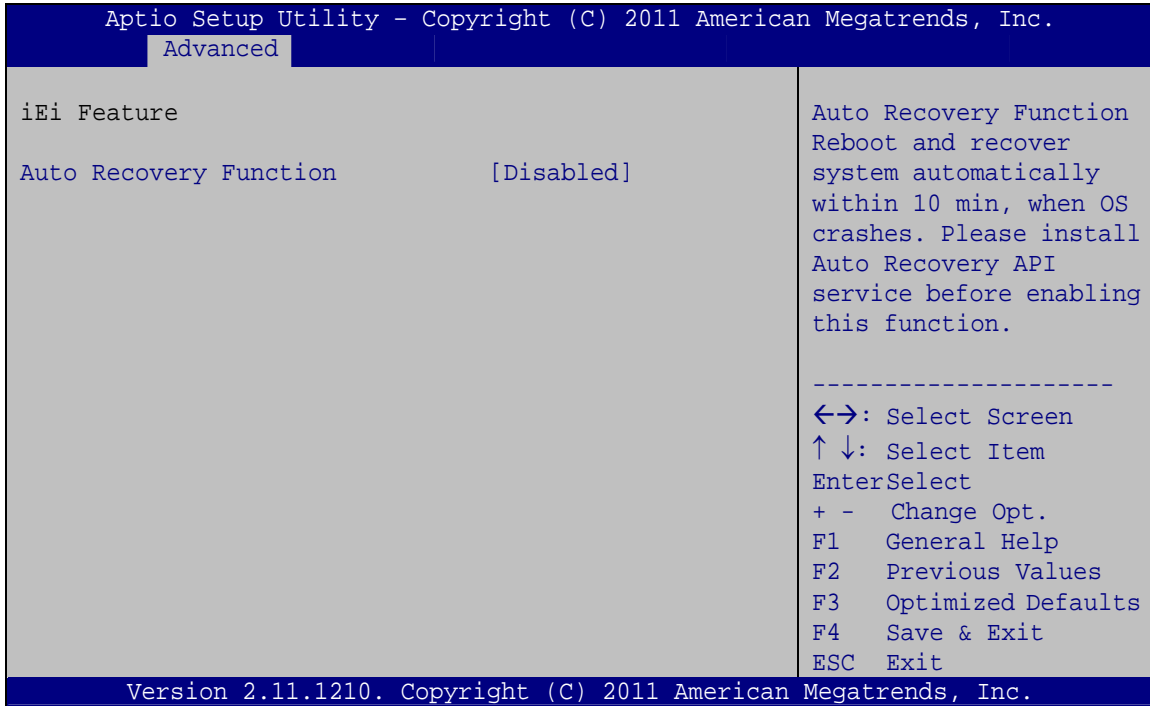 Aptio Setup Utility – Copyright (C) 2011 American Megatrends, Inc.
Advanced
iEi Feature
Auto Recovery Function [Disabled]
Auto Recovery Function
Reboot and recover
system automatically
within 10 min, when OS
crashes. Please install
Auto Recovery API
service before enabling
this function.
---------------------
←→: Select Screen
↑ ↓: Select Item
EnterSelect
+ - Change Opt.
F1 General Help
F2 Previous Values
F3 Optimized Defaults
F4 Save & Exit
ESC Exit
Version 2.11.1210. Copyright (C) 2011 American Megatrends, Inc.